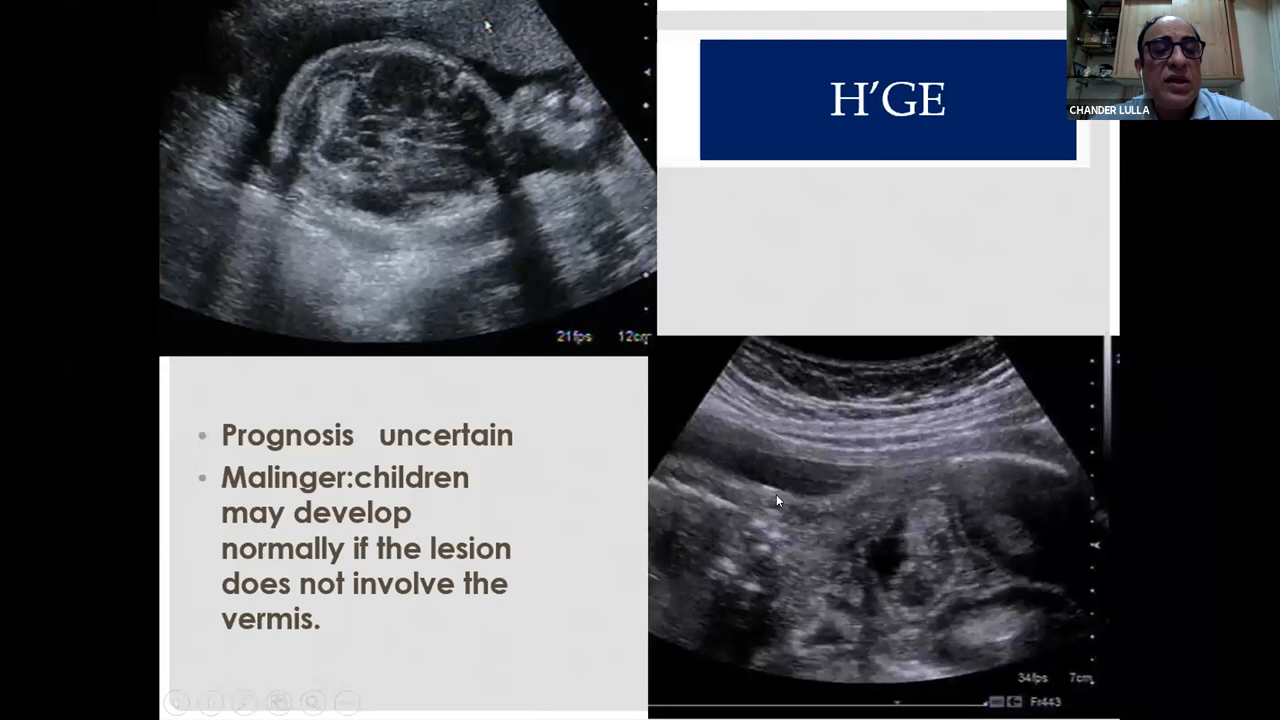 H′GE
CHANDER LULLA
21fps 12cm
• Prognosis uncertain
• Malinger:children
may develop
normally if the lesion
does not involve the
vermis.
34fps 7cm
Fr443